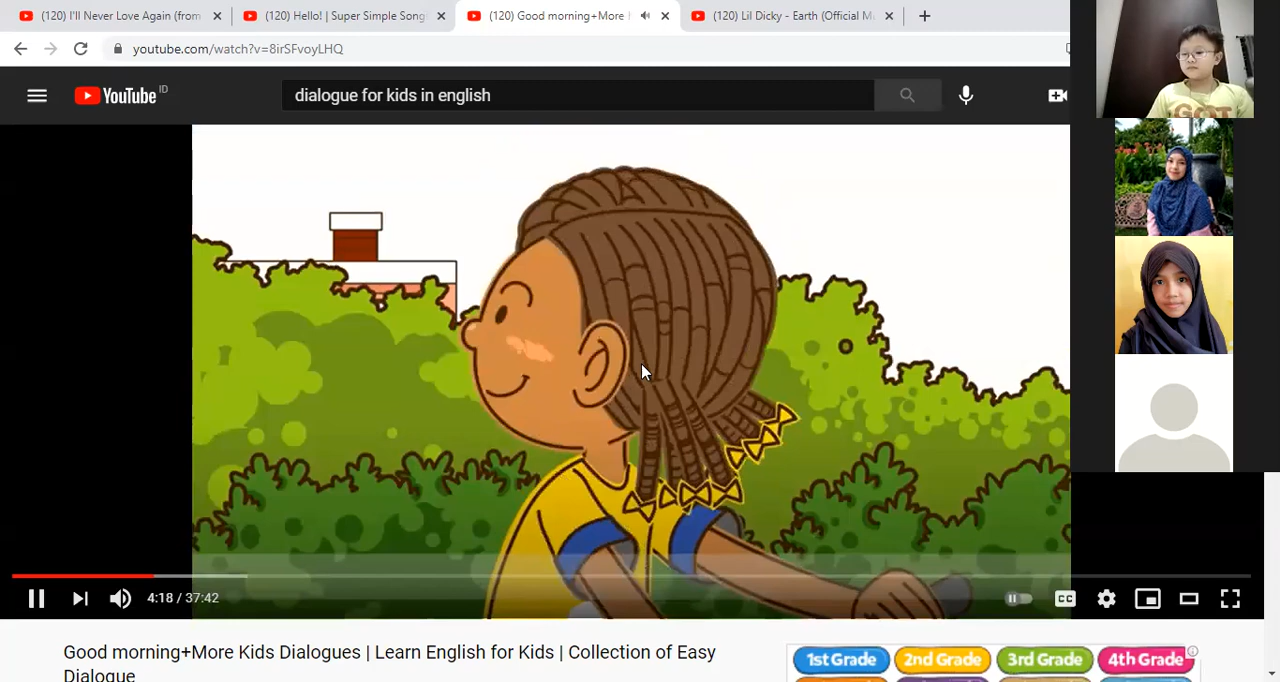 (120) I'll Never Love Again (from
(120) Hello! | Super Simple Song
(120) Good morning+More
(120) Lil Dicky - Earth (Official M
youtube.com/watch?v=8irSFvoyLHQ
YouTube ID
dialogue for kids in english
GOT
4:18 / 37:42
CC
Good morning+More Kids Dialogues | Learn English for Kids | Collection of Easy
Dialogue
1st Grade
2nd Grade
3rd Grade
4th Grade